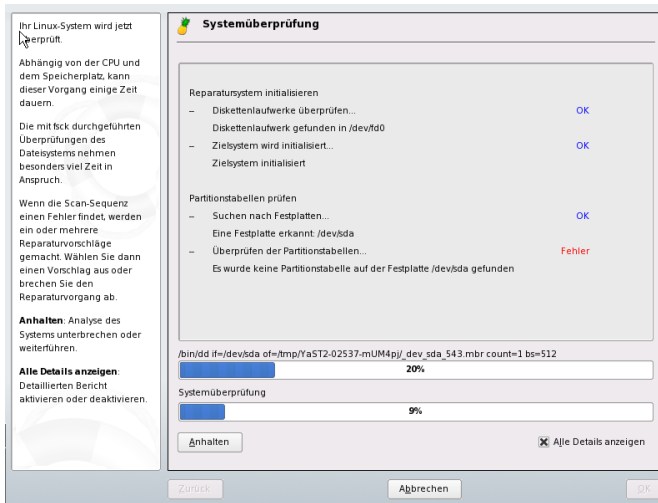 Ihr Linux-System wird jetzt
überprüft.
Abhängig von der CPU und
dem Speicherplatz, kann
dieser Vorgang einige Zeit
dauern.
Die mit fsck durchgeführten
Überprüfungen des
Dateisystems nehmen
besonders viel Zeit in
Anspruch.
Wenn die Scan-Sequenz
einen Fehler findet, werden
ein oder mehrere
Reparaturvorschläge
gemacht. Wählen Sie dann
einen Vorschlag aus oder
brechen Sie den
Reparaturvorgang ab.
Anhalten: Analyse des
Systems unterbrechen oder
weiterführen.
Alle Details anzeigen:
Detaillierten Bericht
aktivieren oder deaktivieren.
Systemüberprüfung
Reparatursystem initialisieren
– Diskettenlaufwerke überprüfen... OK
Diskettenlaufwerk gefunden in /dev/fd0
– Zielsystem wird initialisiert... OK
Zielsystem initialisiert
Partitionstabellen prüfen
– Suchen nach Festplatten... OK
Eine Festplatte erkannt: /dev/sda
– Überprüfen der Partitionstabellen... Fehler
Es wurde keine Partitionstabelle auf der Festplatte /dev/sda gefunden
/bin/dd if=/dev/sda of=/tmp/YaST2-02537-mUM4pj/_dev_sda_543.mbr count=1 bs=512
20%
Systemüberprüfung
9%
Anhalten
Alle Details anzeigen
Zurück
Abbrechen
OK